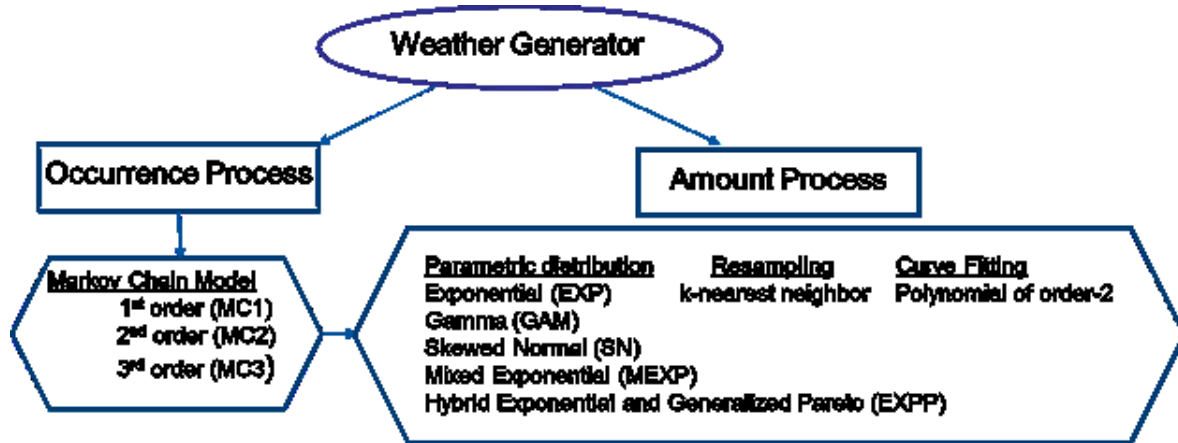 Weather Generator
Occurrence Process
Amount Process
Markov Chain Model
1st order (MC1)
2nd order (MC2)
3rd order (MC3)
Parametric distribution
Exponential (EXP)
Gamma (GAM)
Skewed Normal (SN)
Mixed Exponential (MEXP)
Hybrid Exponential and Generalized Pareto (EXPP)
Resampling
k-nearest neighbor
Curve Fitting
Polynomial of order-2